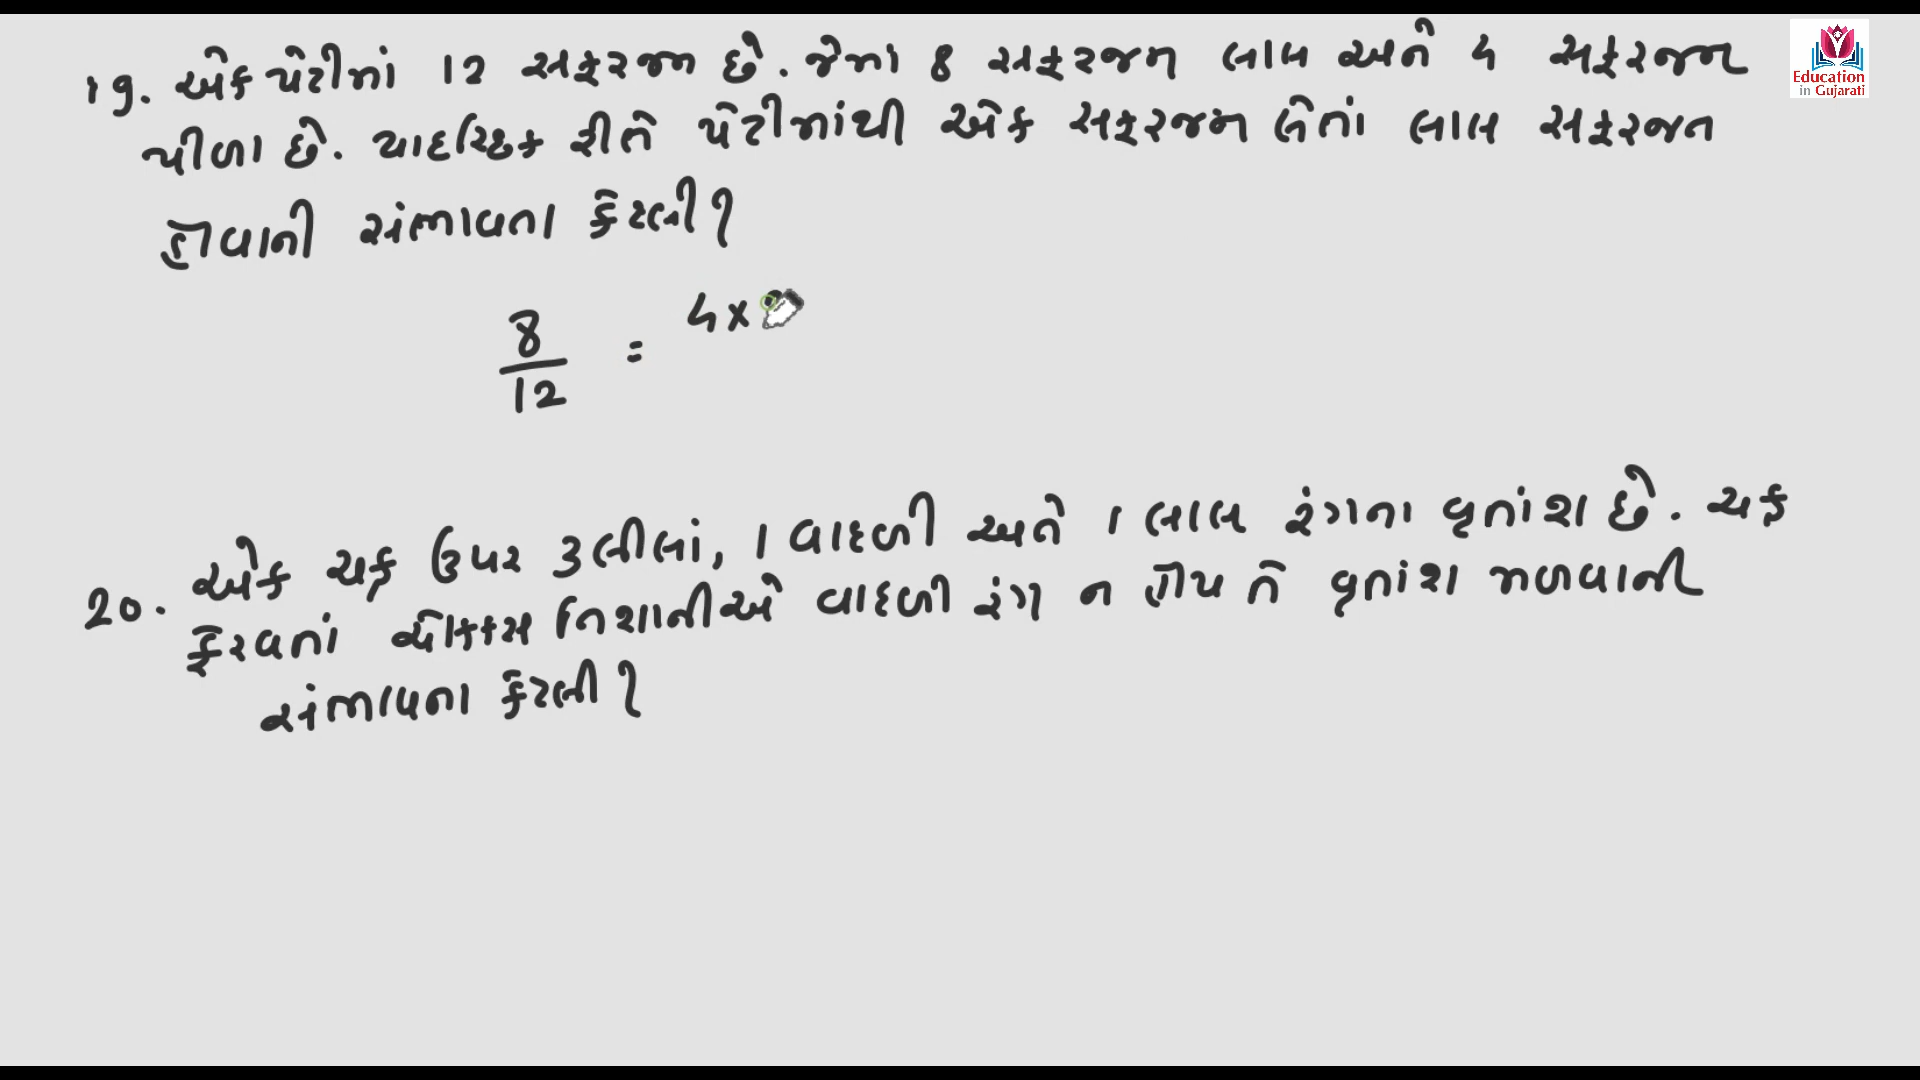 19. એક પેટીમાં 12 સફરજન છે. જેમાં 8 સફરજન લાલ અને 4 સફરજન
પીળા છે. યાદચ્છિક રીતે પેટીમાંથી એક સફરજન લેતાં લાલ સફરજન
હોવાની સંભાવના કેટલી?
8/12 = 4×
20. એક ચક્ર ઉપર 3 લીલાં, 1 વાદળી અને 1 લાલ રંગના વૃતાંશ છે. ચક્ર
ફેરવતાં ચોક્કસ નિશાનીએ વાદળી રંગ ન હોય તે વૃતાંશ મળવાની
સંભાવના કેટલી?
Education
in Gujarati